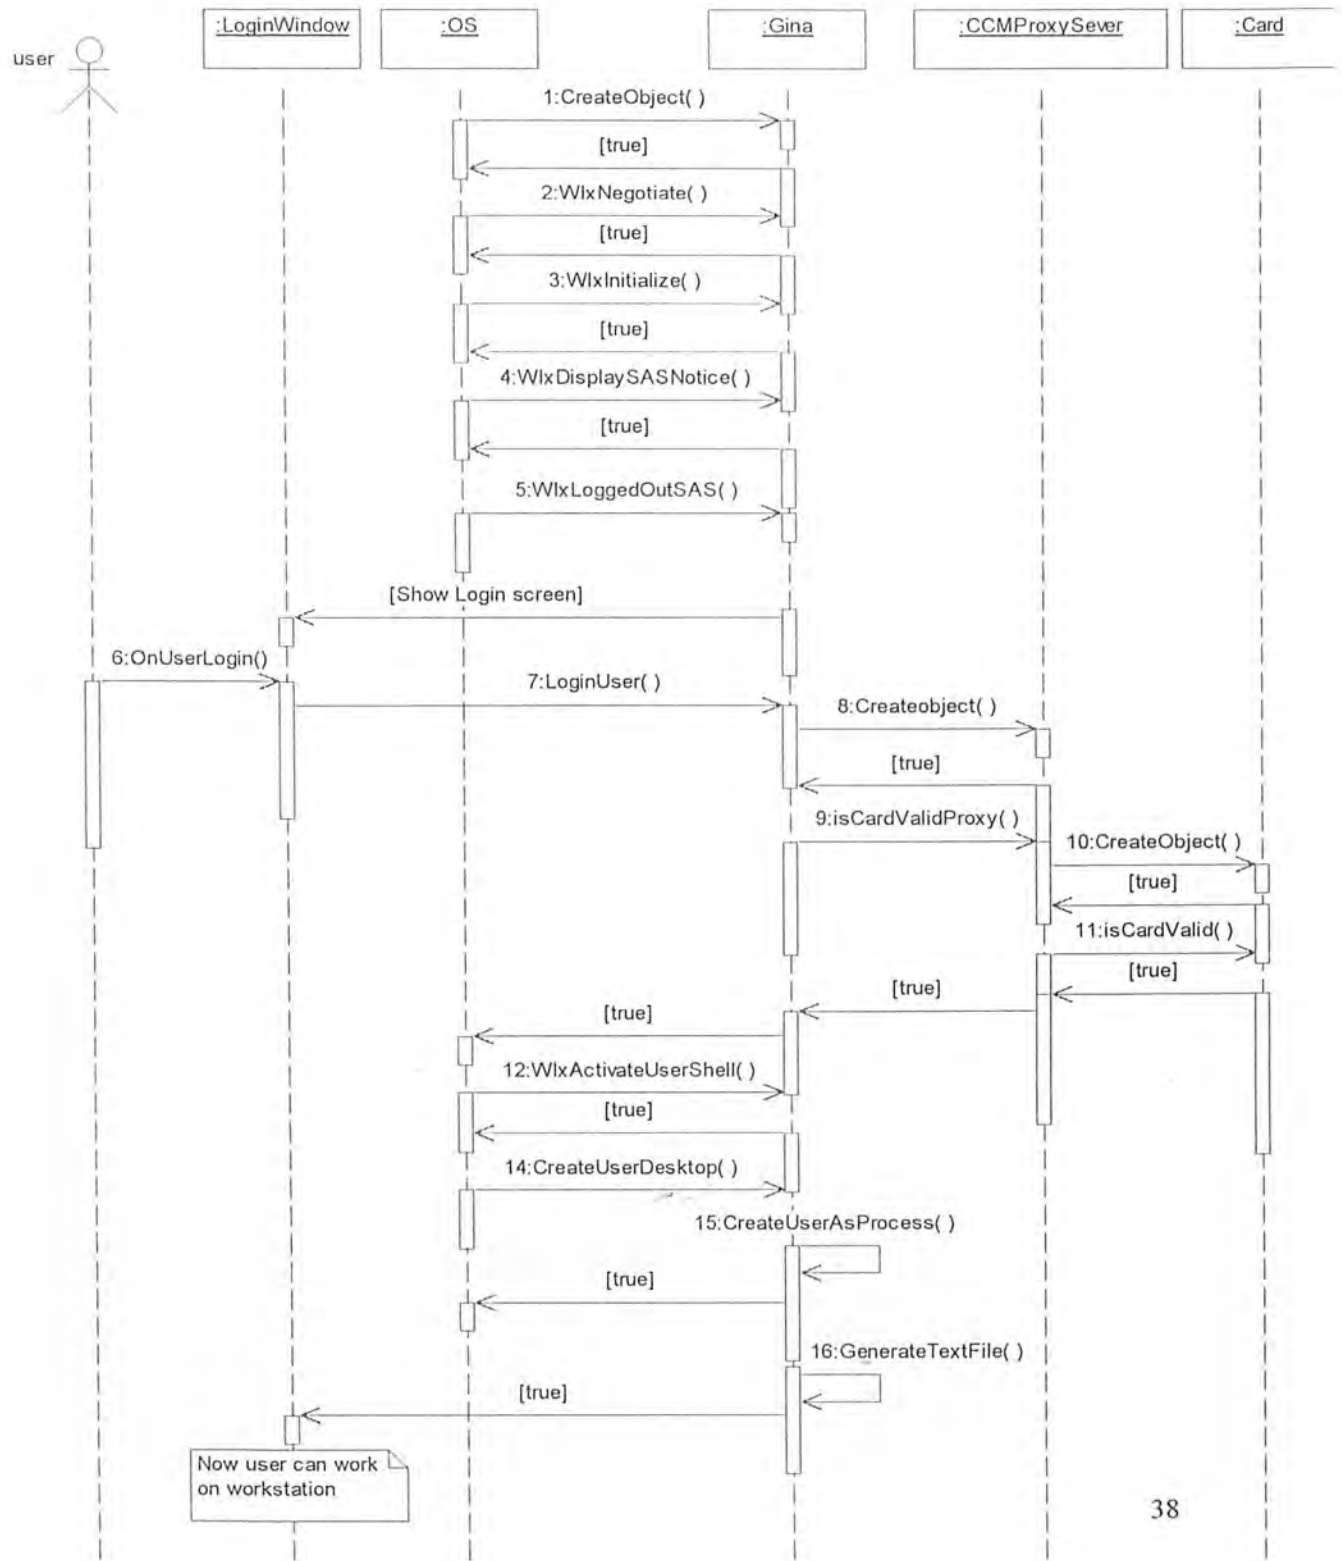 user
:LoginWindow
:OS
:Gina
:CCMProxySever
:Card
1:CreateObject( )
[true]
2:WlxNegotiate( )
[true]
3:WlxInitialize( )
[true]
4:WlxDisplaySASNotice( )
[true]
5:WlxLoggedOutSAS( )
[Show Login screen]
6:OnUserLogin()
7:LoginUser( )
8:Createobject( )
[true]
9:isCardValidProxy( )
10:CreateObject( )
[true]
11:isCardValid( )
[true]
[true]
[true]
12:WlxActivateUserShell( )
[true]
14:CreateUserDesktop( )
15:CreateUserAsProcess( )
[true]
16:GenerateTextFile( )
[true]
Now user can work
on workstation
38